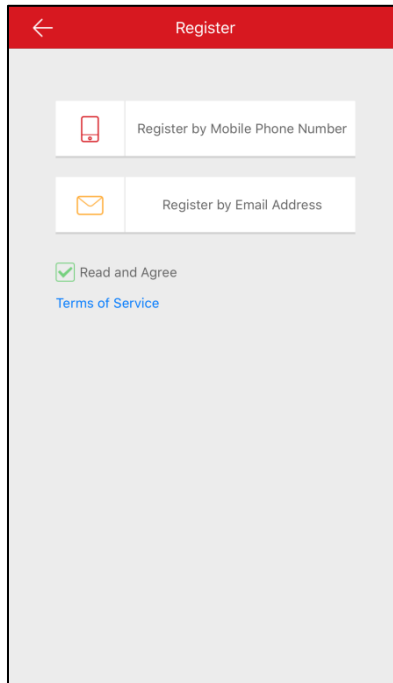 Register
Register by Mobile Phone Number
Register by Email Address
Read and Agree
Terms of Service